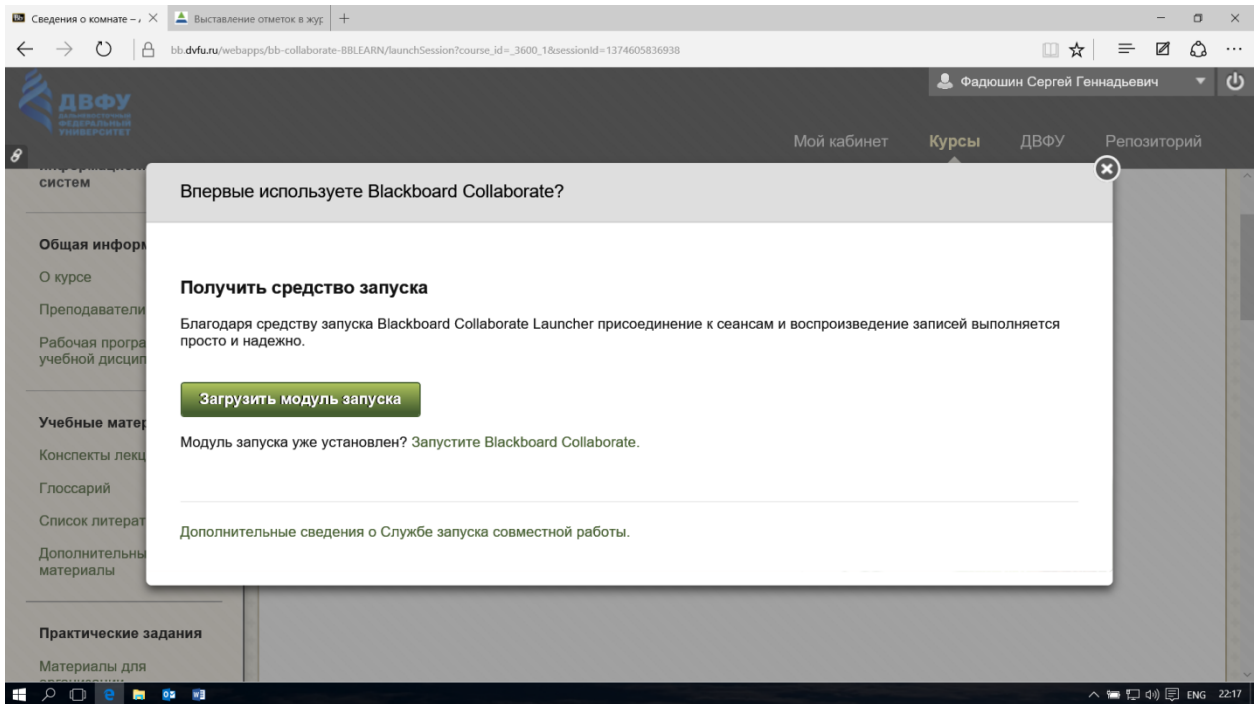 Сведения о комнате –
Выставление отметок в жур
bb.dvfu.ru/webapps/bb-collaborate-BBLEARN/launchSession?course_id=_3600_1&sessionId=1374605836938
Фадюшин Сергей Геннадьевич
ДВФУ
ДАЛЬНЕВОСТОЧНЫЙ
ФЕДЕРАЛЬНЫЙ
УНИВЕРСИТЕТ
Мой кабинет Курсы ДВФУ Репозиторий
систем
Впервые используете Blackboard Collaborate?
Общая информ
О курсе
Получить средство запуска
Преподаватели
Благодаря средству запуска Blackboard Collaborate Launcher присоединение к сеансам и воспроизведение записей выполняется
просто и надежно.
Рабочая програ
учебной дисцип
Загрузить модуль запуска
Учебные матер
Модуль запуска уже установлен? Запустите Blackboard Collaborate.
Конспекты лекц
Глоссарий
Список литерат
Дополнительные сведения о Службе запуска совместной работы.
Дополнительны
материалы
Практические задания
Материалы для
ENG 22:17